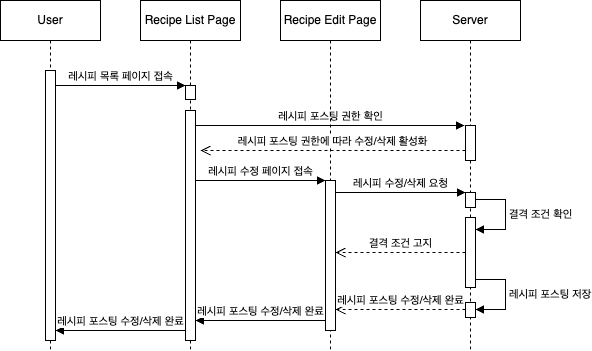 User
Recipe List Page
Recipe Edit Page
Server
레시피 목록 페이지 접속
레시피 포스팅 권한 확인
레시피 포스팅 권한에 따라 수정/삭제 활성화
레시피 수정 페이지 접속
레시피 수정/삭제 요청
결격 조건 확인
결격 조건 고지
레시피 포스팅 저장
레시피 포스팅 수정/삭제 완료
레시피 포스팅 수정/삭제 완료
레시피 포스팅 수정/삭제 완료